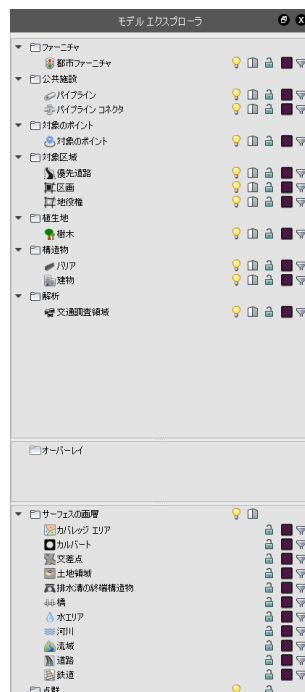 モデル エクスプローラ
ファーニチャ
都市ファーニチャ
公共施設
パイプライン
パイプライン コネクタ
対象のポイント
対象のポイント
対象区域
優先道路
区画
地役権
植生地
樹木
構造物
バリア
建物
解析
交通調査領域
オーバーレイ
サーフェスの画層
カバレッジ エリア
カルバート
交差点
土地領域
排水溝の終端構造物
橋
水エリア
河川
流域
道路
鉄道
点群